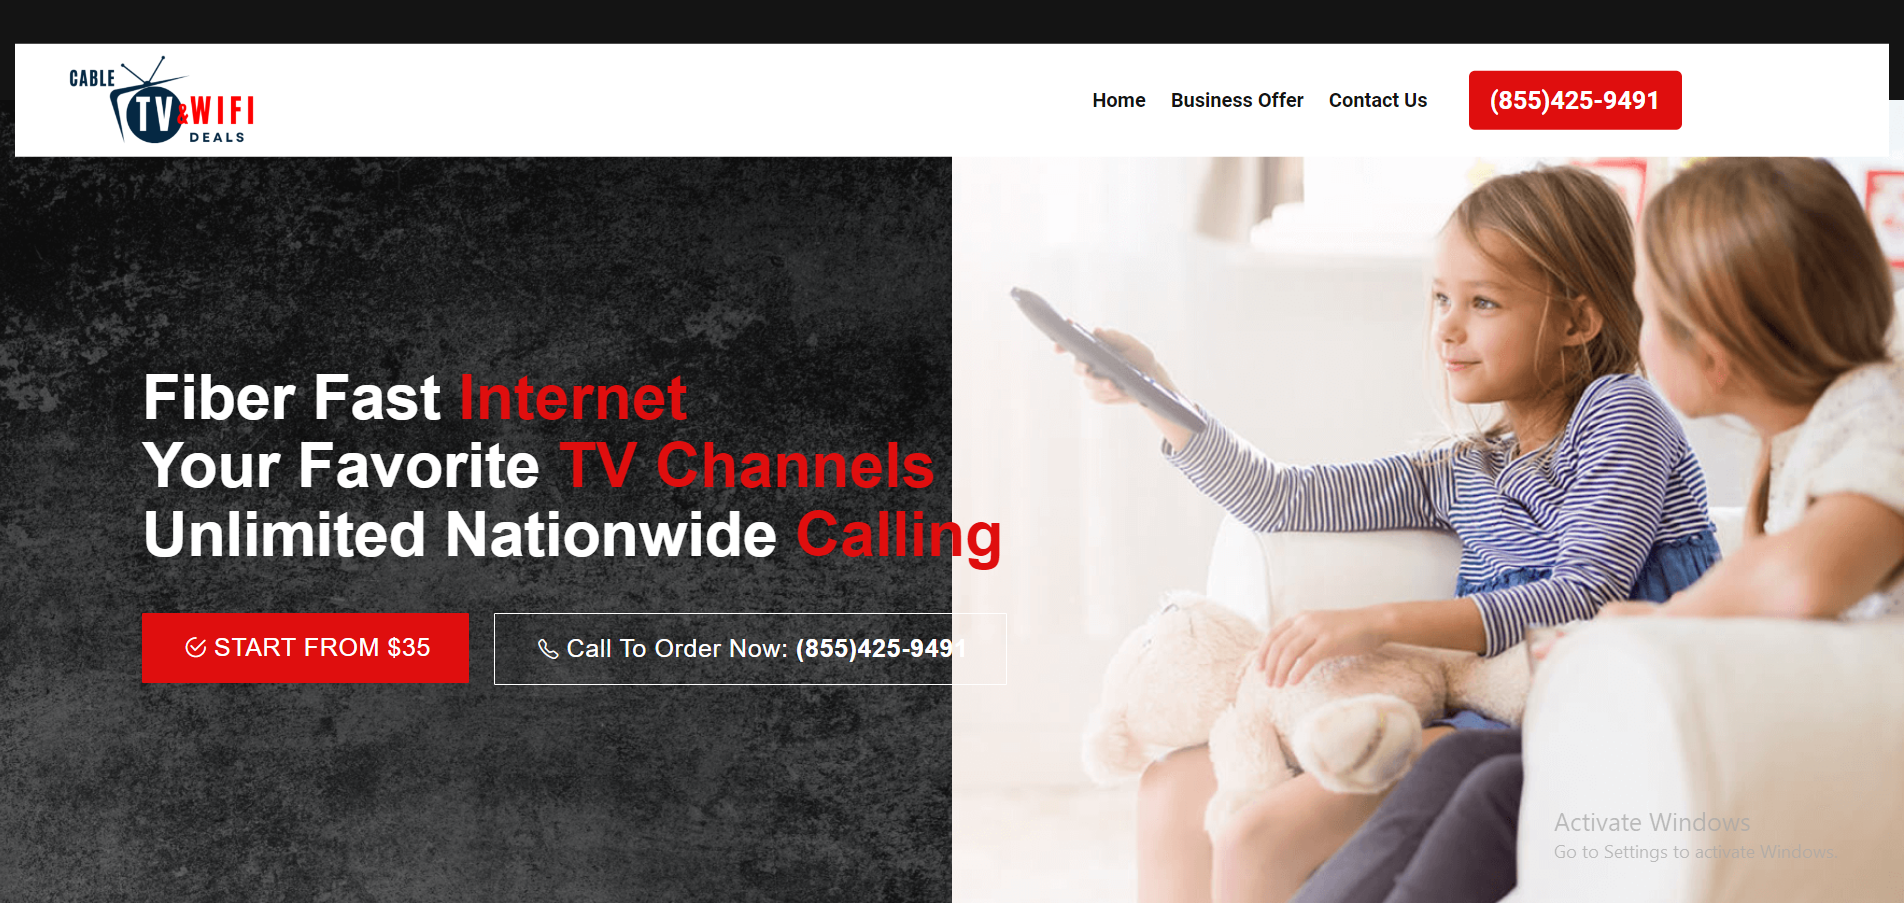 CABLE
TV&WIFI
DEALS
Home Business Offer Contact Us (855)425-9491
Fiber Fast Internet
Your Favorite TV Channels
Unlimited Nationwide Calling
START FROM $35 Call To Order Now: (855)425-9491
Activate Windows
Go to Settings to activate Windows.